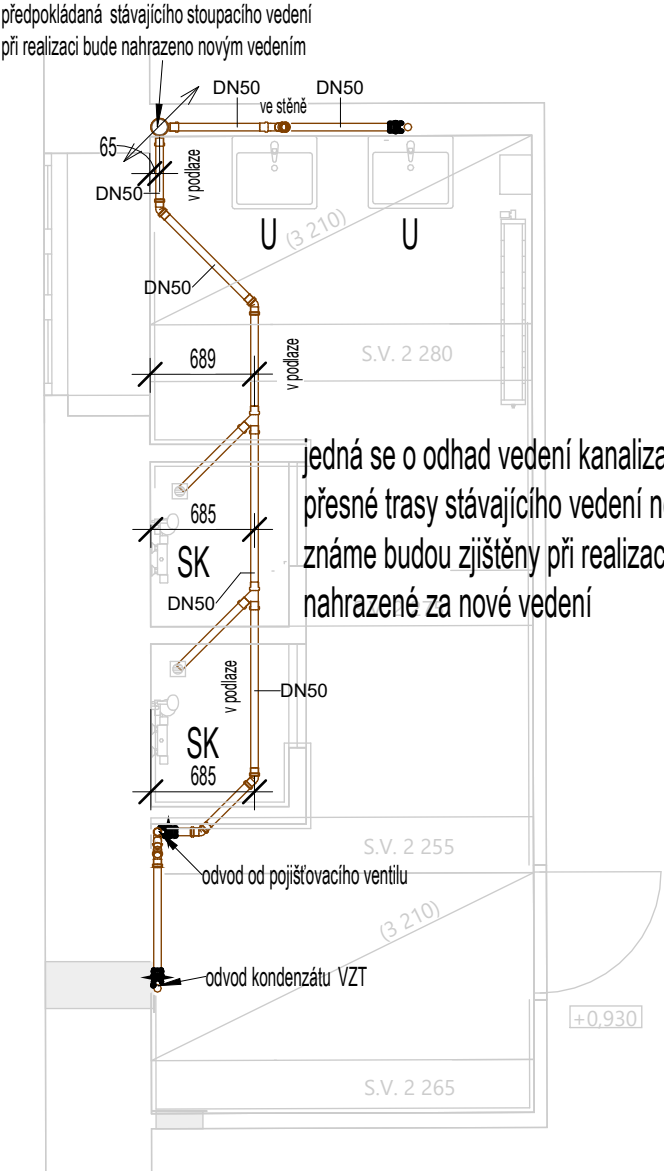 předpokládaná stávajícího stoupacího vedení
při realizaci bude nahrazeno novým vedením
DN50
ve stěně
DN50
65
DN50
v podlaze
U
(3 210)
U
DN50
689
v podlaze
S.V. 2 280
jedná se o odhad vedení kanaliza
přesné trasy stávajícího vedení
685
SK
známe budou zjištěny při realizac
DN50
nahrazené za nové vedení
v podlaze
DN50
SK
685
S.V. 2 255
odvod od pojišťovacího ventilu
(3 210)
odvod kondenzátu VZT
+0,930
S.V. 2 265